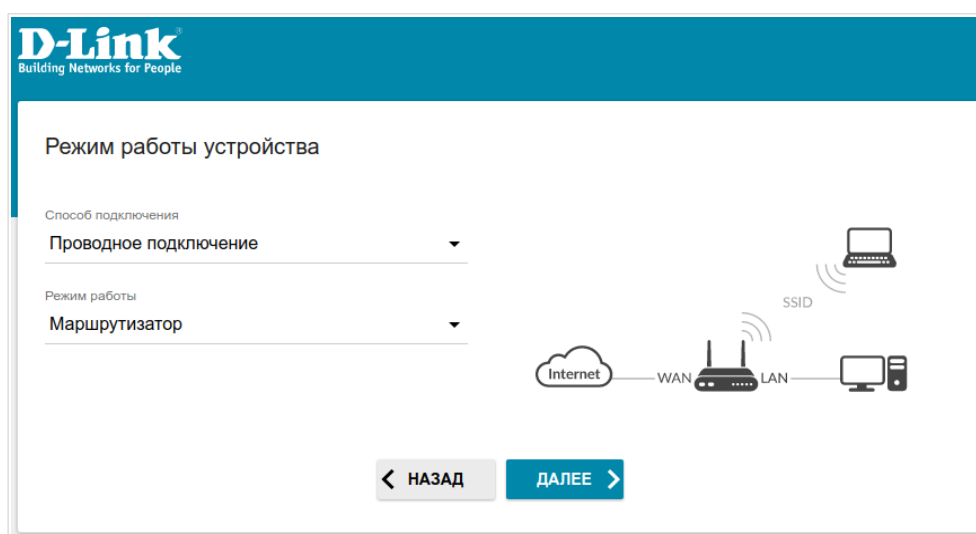 D-Link
Building Networks for People
Режим работы устройства
Способ подключения
Проводное подключение
Режим работы
Маршрутизатор
SSID
Internet
WAN
LAN
НАЗАД
ДАЛЕЕ